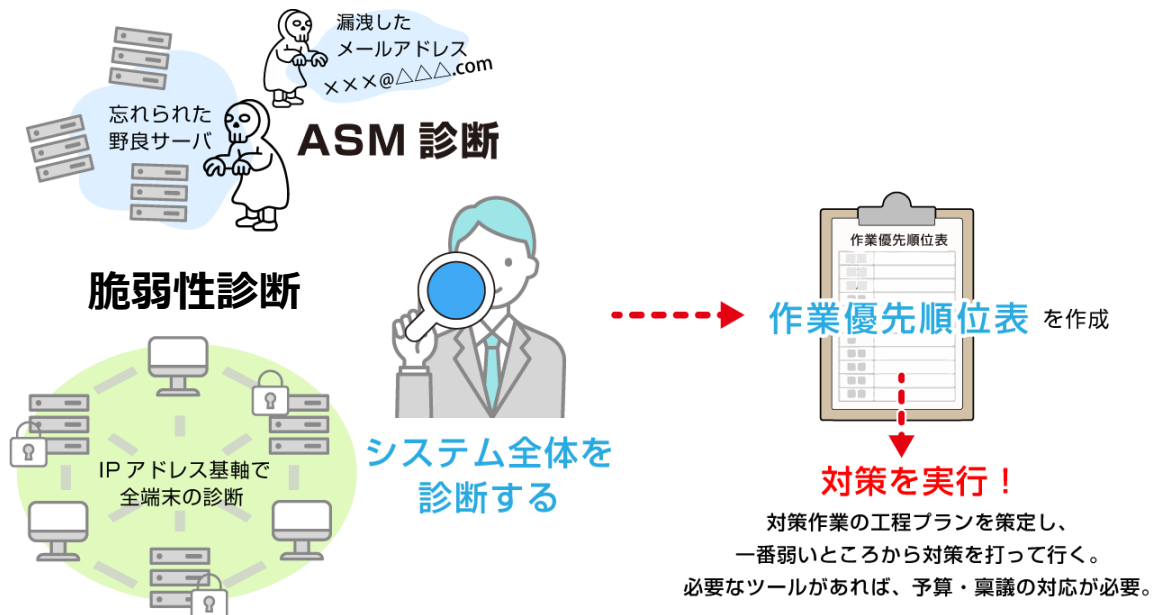 漏洩した
メールアドレス
×××@△△△.com
忘れられた
野良サーバ
ASM 診断
脆弱性診断
IPアドレス基軸で
全端末の診断
システム全体を
診断する
作業優先順位表
作業優先順位表 を作成
対策を実行！
対策作業の工程プランを策定し、
一番弱いところから対策を打って行く。
必要なツールがあれば、予算・稟議の対応が必要。